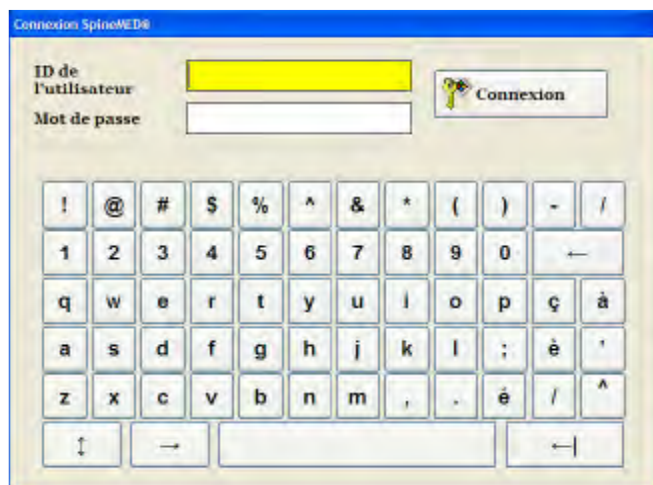 Connexion SpineMED®
ID de
l'utilisateur
Connexion
Mot de passe
! @ # $ % ^ & * ( ) - /
1 2 3 4 5 6 7 8 9 0 ←
q w e r t y u i o p ç à
a s d f g h j k l ; è '
z x c v b n m , . é / ^
↕ → ←|